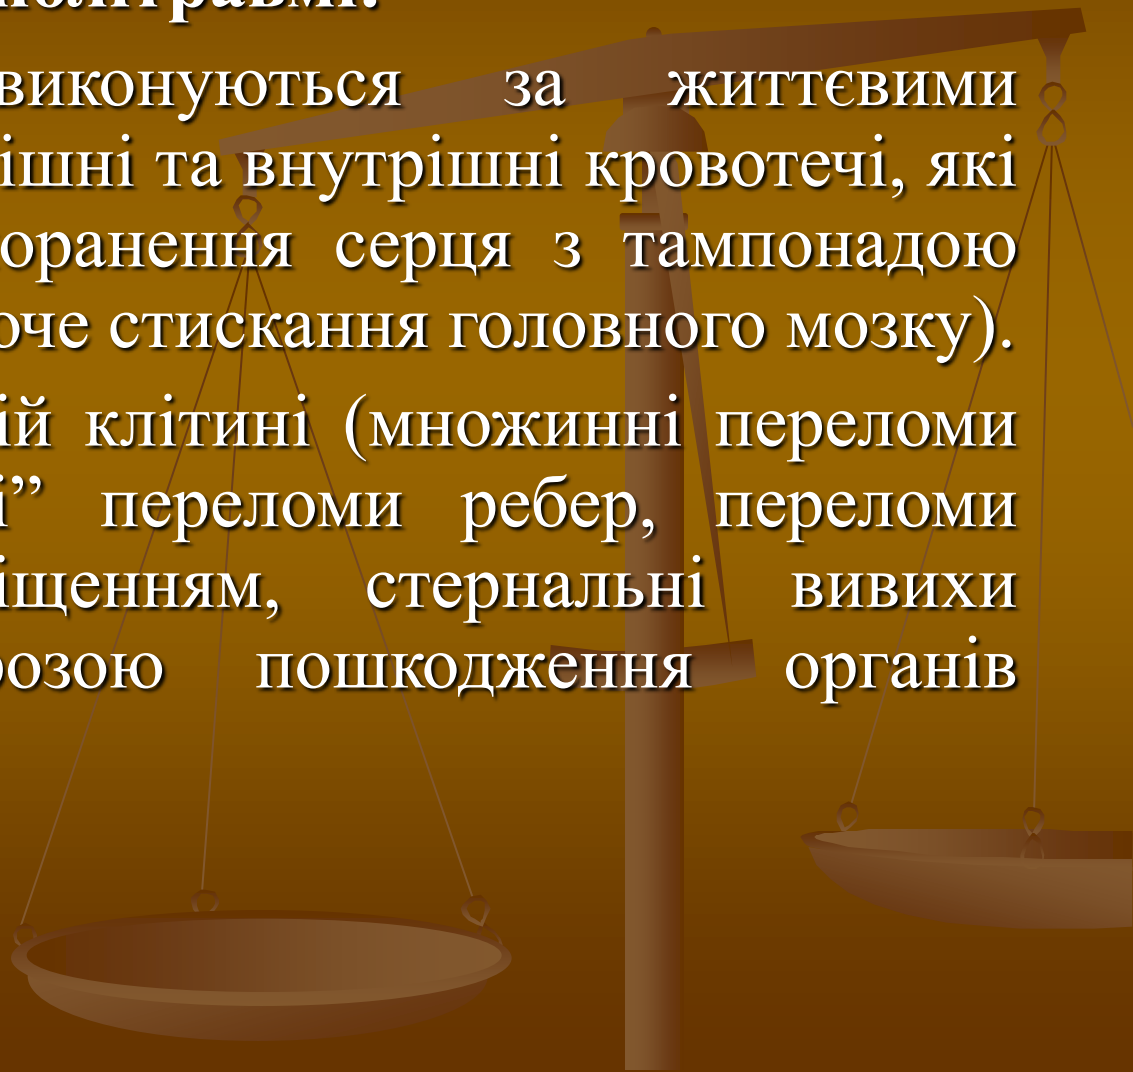 політравмі.
виконуються за життєвими
ішні та внутрішні кровотечі, які
оранення серця з тампонадою
оче стискання головного мозку).
ій клітині (множинні переломи
і” переломи ребер, переломи
іщенням, стернальні вивихи
розою пошкодження органів